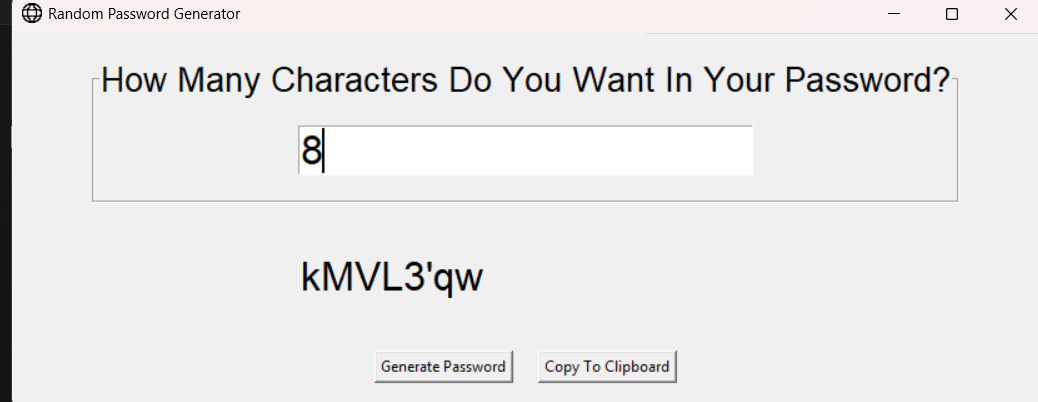 Random Password Generator
How Many Characters Do You Want In Your Password?
8
kMVL3'qw
Generate Password Copy To Clipboard